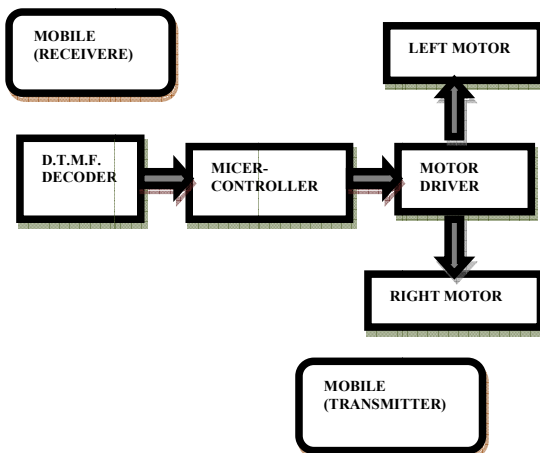 MOBILE
(RECEIVERE)
LEFT MOTOR
D.T.M.F.
DECODER
MICER-
CONTROLLER
MOTOR
DRIVER
RIGHT MOTOR
MOBILE
(TRANSMITTER)